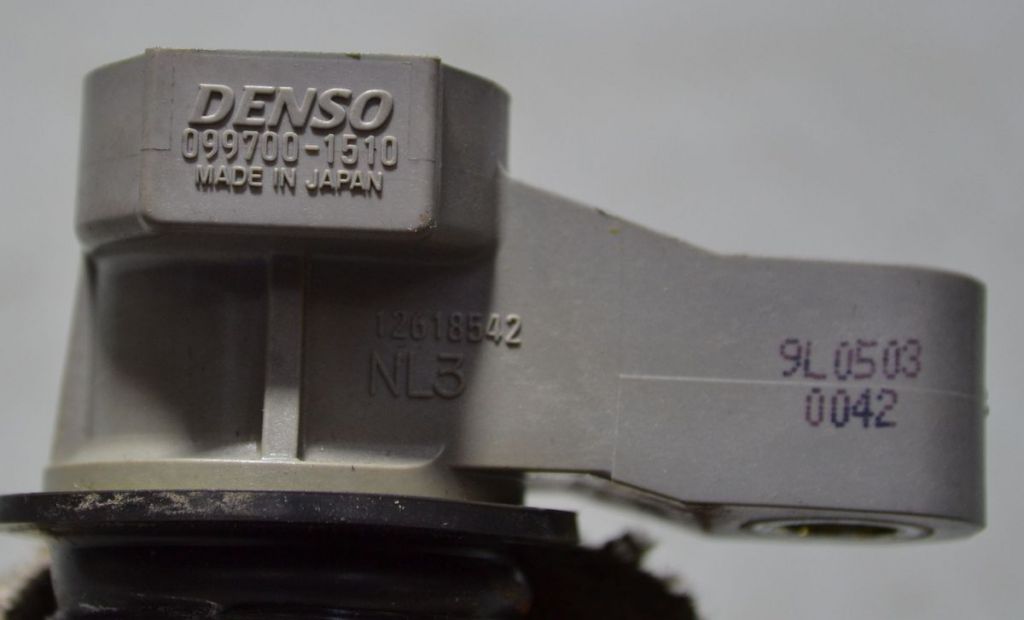 DENSO
099700-1510
MADE IN JAPAN
12618542
NL3
9L0503
0042